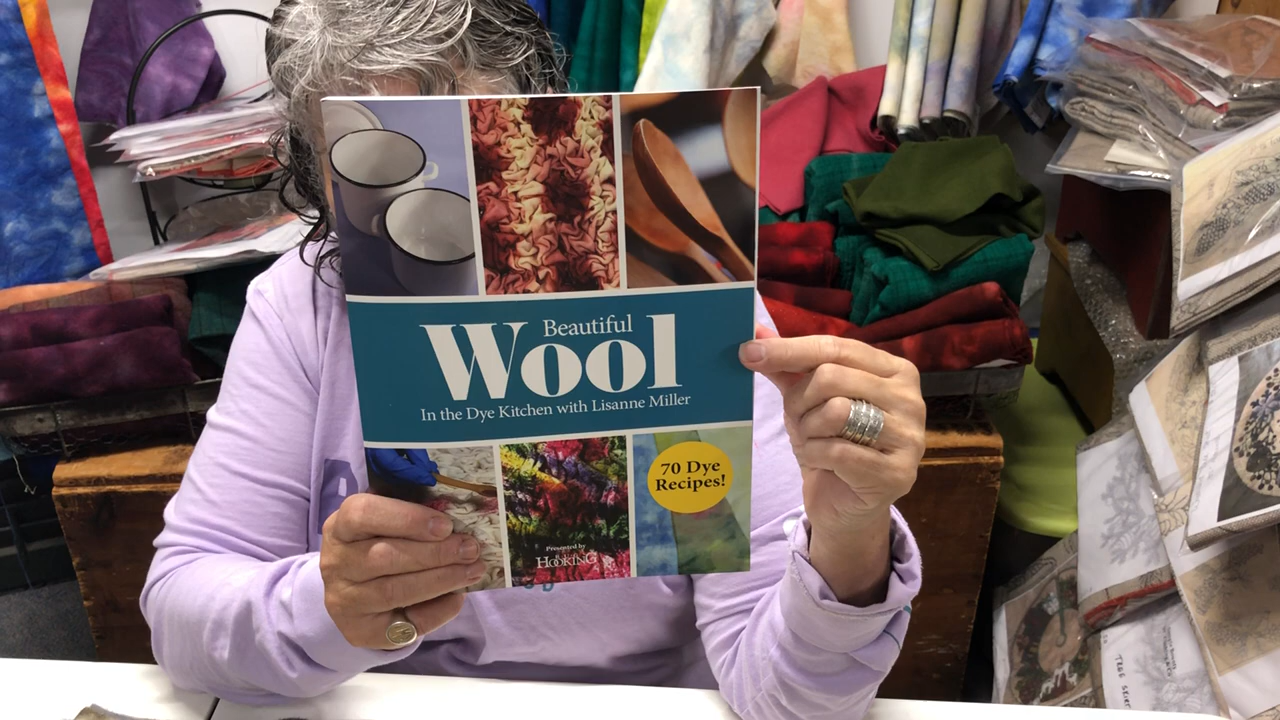 Beautiful
Wool
In the Dye Kitchen with Lisanne Miller
70 Dye
Recipes!
Presented by
HOOKING